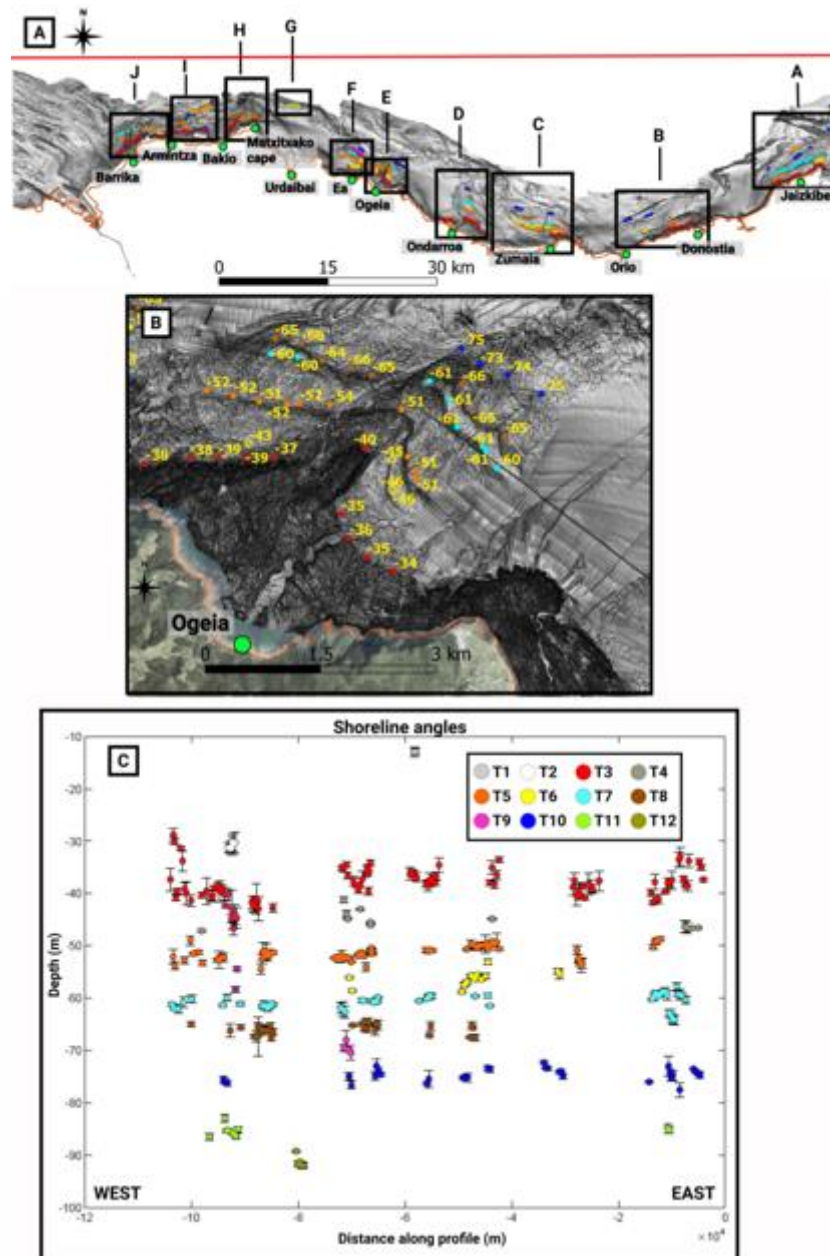 A
N
J
I
H
G
F
E
D
C
B
A
Barrika
Armintza
Bakio
Matxitxako cape
Urdaibai
Ea
Ogeia
Ondarroa
Zumaia
Orio
Donostia
Jaizkibe
0 15 30 km
B
-65
-60
-60
-64
-66
-65
-52
-52
-51
-52
-52
-54
-43
-38
-39
-39
-37
-40
-51
-61
-66
-61
-61
-65
-65
-61
-61
-60
-75
-73
-74
-51
-51
-35
-36
-35
-34
Ogeia
0 1.5 3 km
C
Shoreline angles
T1 T2 T3 T4
T5 T6 T7 T8
T9 T10 T11 T12
-10
-20
-30
-40
-50
-60
-70
-80
-90
-100
Depth (m)
WEST
EAST
-12 -10 -8 -6 -4 -2 0
Distance along profile (m)
× 10⁴